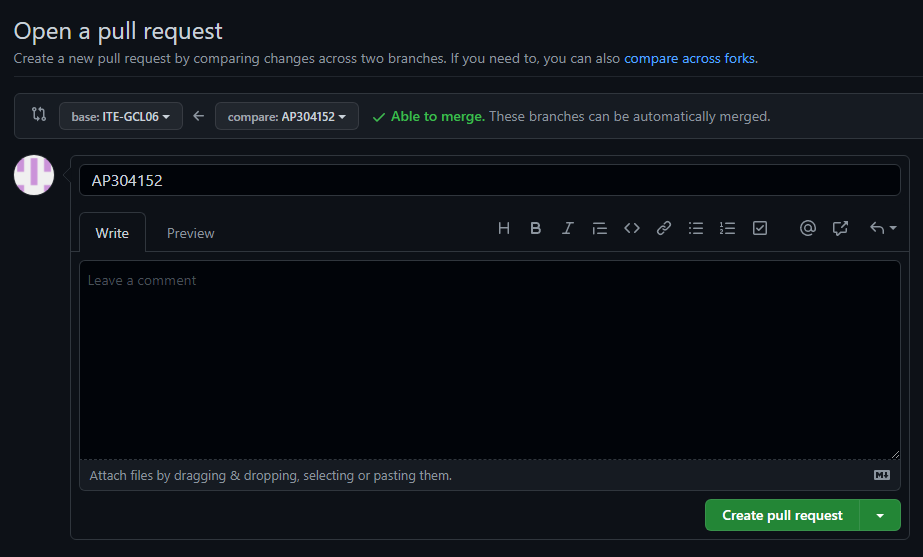 Open a pull request
Create a new pull request by comparing changes across two branches. If you need to, you can also compare across forks.
base: ITE-GCL06 compare: AP304152 Able to merge. These branches can be automatically merged.
AP304152
Write Preview
Leave a comment
Attach files by dragging & dropping, selecting or pasting them.
Create pull request